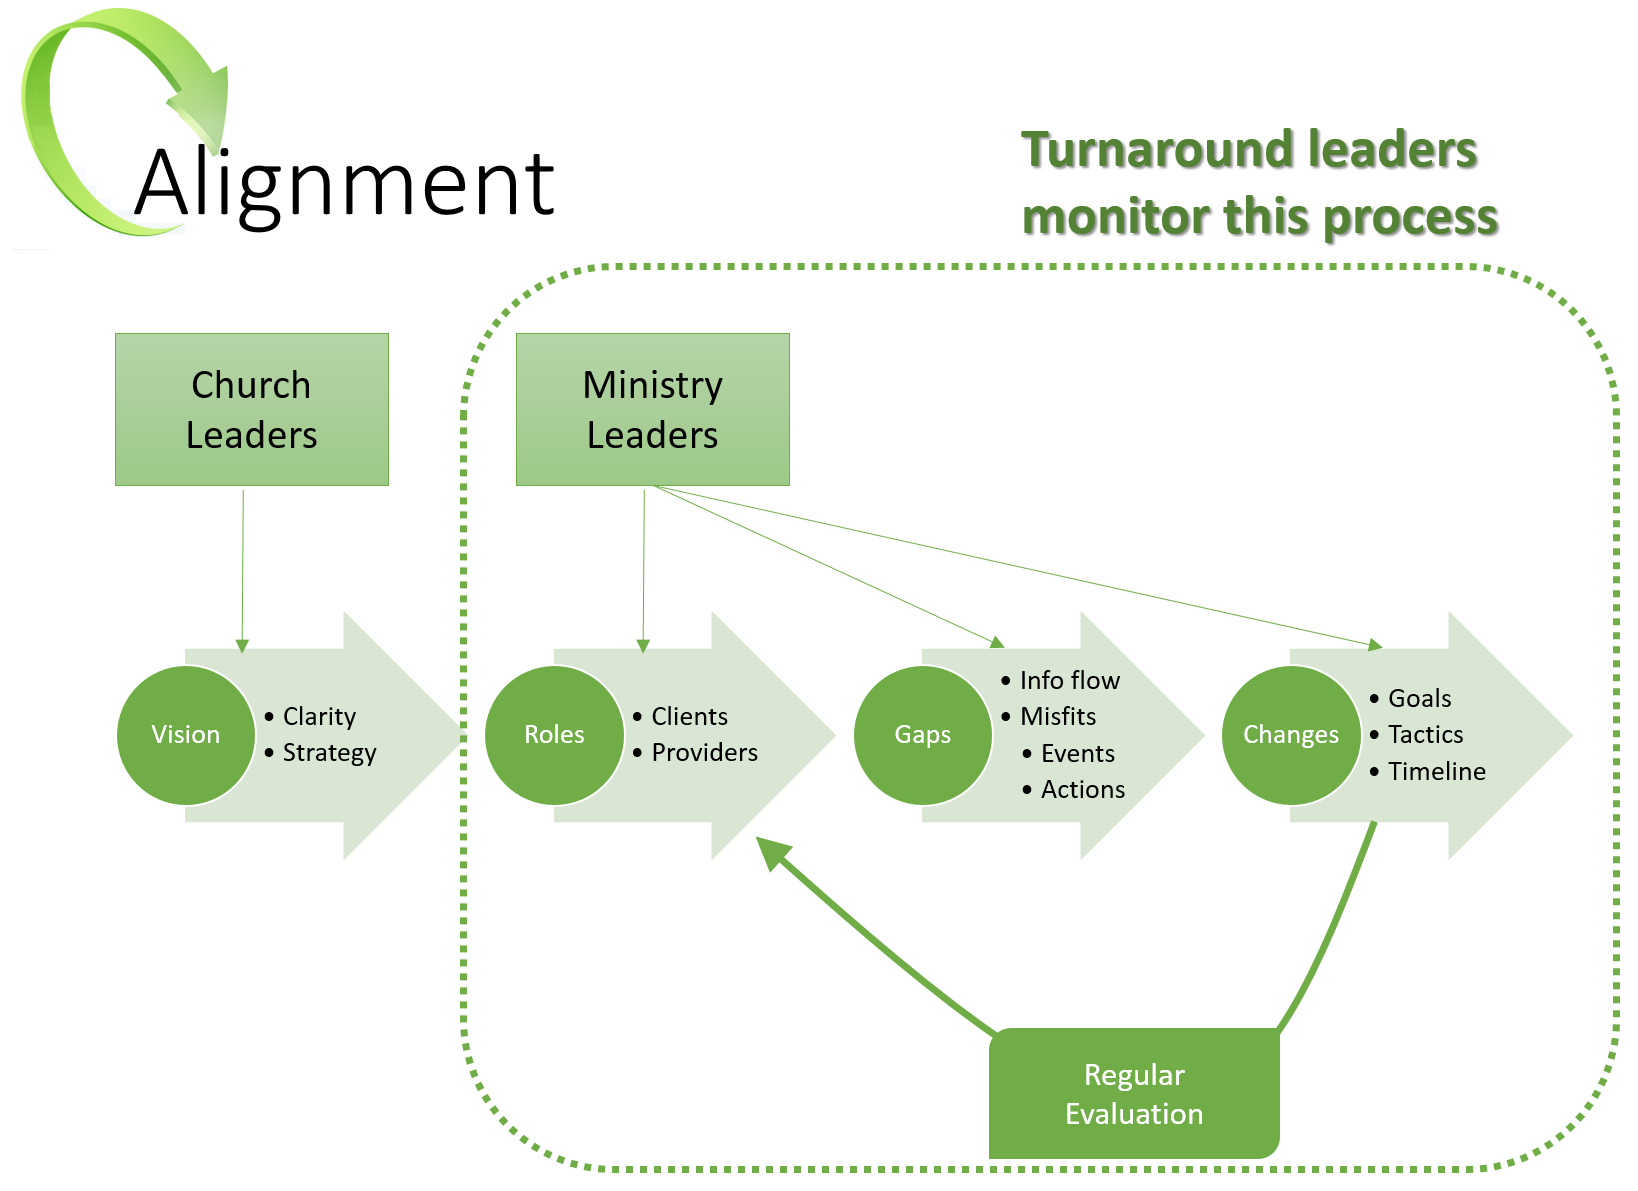 Alignment
Turnaround leaders
monitor this process
Church
Leaders
Ministry
Leaders
Vision
• Clarity
• Strategy
Roles
• Clients
• Providers
Gaps
• Info flow
• Misfits
• Events
• Actions
Changes
• Goals
• Tactics
• Timeline
Regular
Evaluation